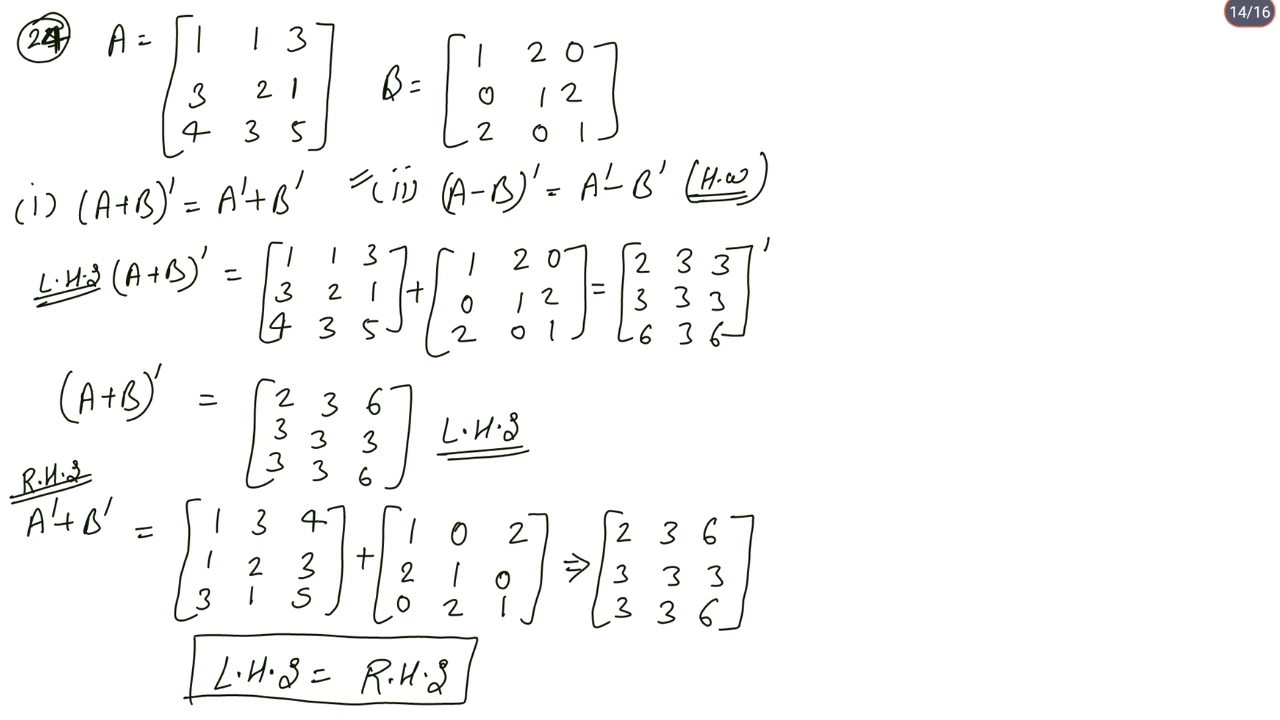 14/16
(24) A = [1 1 3 B = [1 2 0
3 2 1 0 1 2
4 3 5] 2 0 1]
(i) (A+B)' = A'+B' (ii) (A-B)' = A'-B' (H.W)
L.H.S (A+B)' = [1 1 3 + [1 2 0 = [2 3 3
3 2 1 0 1 2 3 3 3
4 3 5] 2 0 1] 6 3 6]'
(A+B)' = [2 3 6
3 3 3 L.H.S
3 3 6]
R.H.S
A'+B' = [1 3 4 + [1 0 2 ⇒ [2 3 6
1 2 3 2 1 0 3 3 3
3 1 5] 0 2 1] 3 3 6]
L.H.S = R.H.S